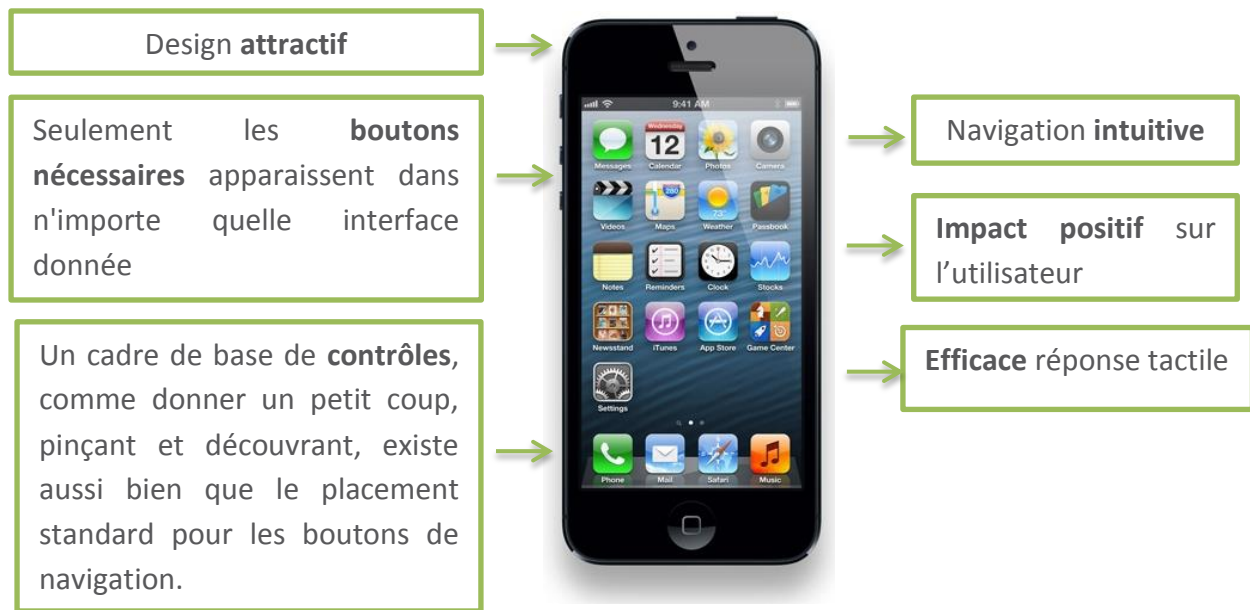 Design attractif
Seulement les boutons
nécessaires apparaissent dans
n'importe quelle interface
donnée
Un cadre de base de contrôles,
comme donner un petit coup,
pinçant et découvrant, existe
aussi bien que le placement
standard pour les boutons de
navigation.
9:41 AM
Wednesday
12
Messages Calendar Photos Camera
280
73°
Videos Maps Weather Passbook
Notes Reminders Clock Stocks
Newsstand iTunes App Store Game Center
Settings
Phone Mail Safari Music
Navigation intuitive
Impact positif sur
l’utilisateur
Efficace réponse tactile